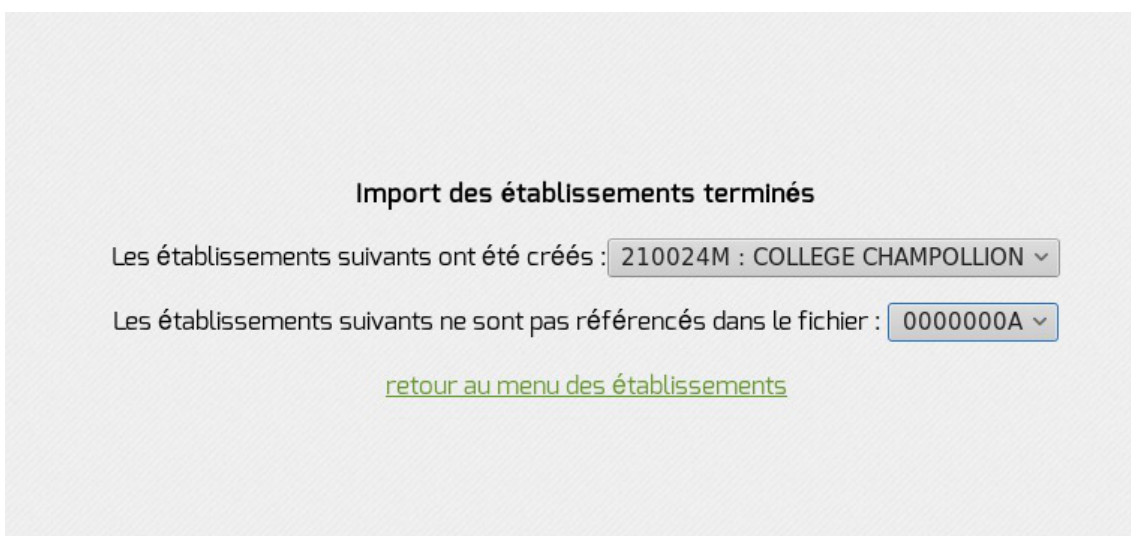 Import des établissements terminés
Les établissements suivants ont été créés : 210024M : COLLEGE CHAMPOLLION
Les établissements suivants ne sont pas référencés dans le fichier : 0000000A
retour au menu des établissements